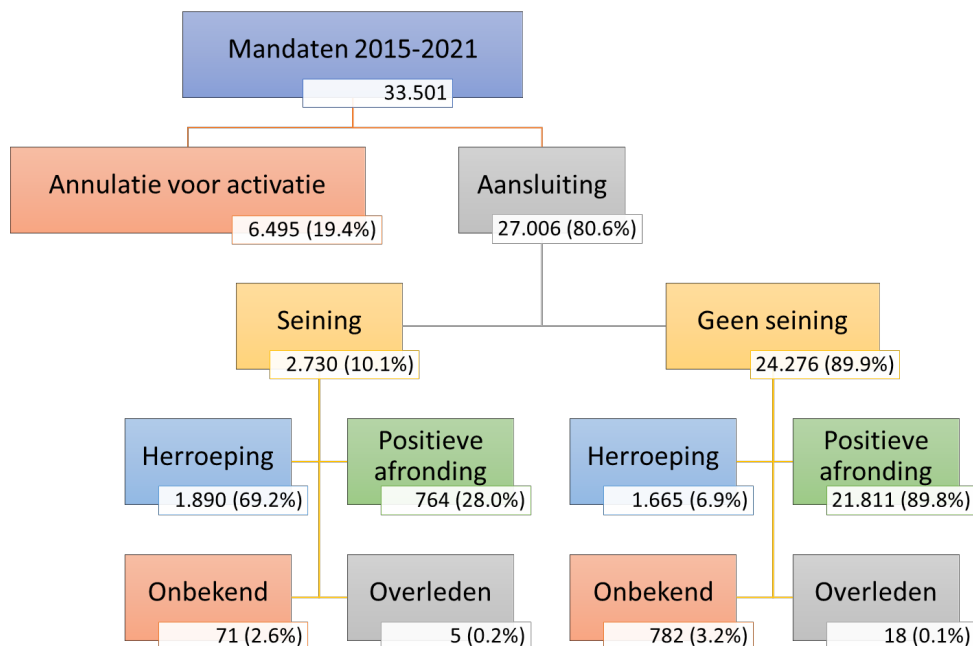 Mandaten 2015-2021
33.501
Annulatie voor activatie
6.495 (19.4%)
Aansluiting
27.006 (80.6%)
Seining
2.730 (10.1%)
Geen seining
24.276 (89.9%)
Herroeping
1.890 (69.2%)
Positieve
afronding
764 (28.0%)
Herroeping
1.665 (6.9%)
Positieve
afronding
21.811 (89.8%)
Onbekend
71 (2.6%)
Overleden
5 (0.2%)
Onbekend
782 (3.2%)
Overleden
18 (0.1%)